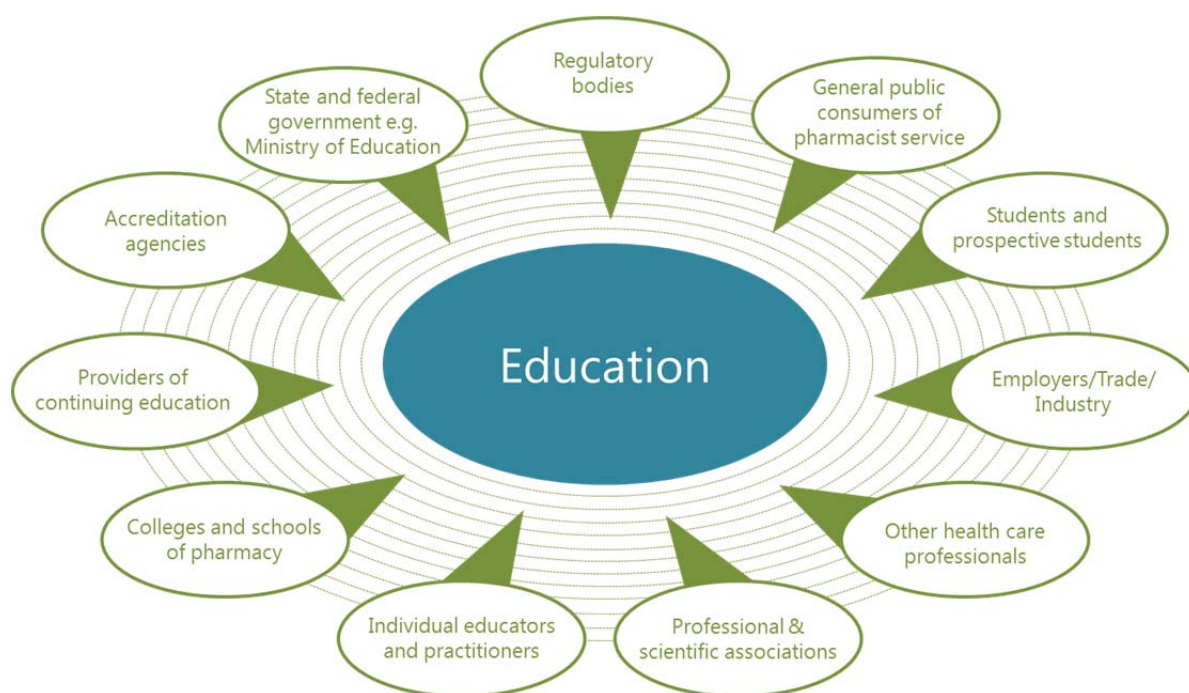 Regulatory
bodies
General public
consumers of
pharmacist service
Students and
prospective students
Employers/Trade/
Industry
Other health care
professionals
Professional &
scientific associations
Individual educators
and practitioners
Colleges and schools
of pharmacy
Providers of
continuing education
Accreditation
agencies
State and federal
government e.g.
Ministry of Education
Education